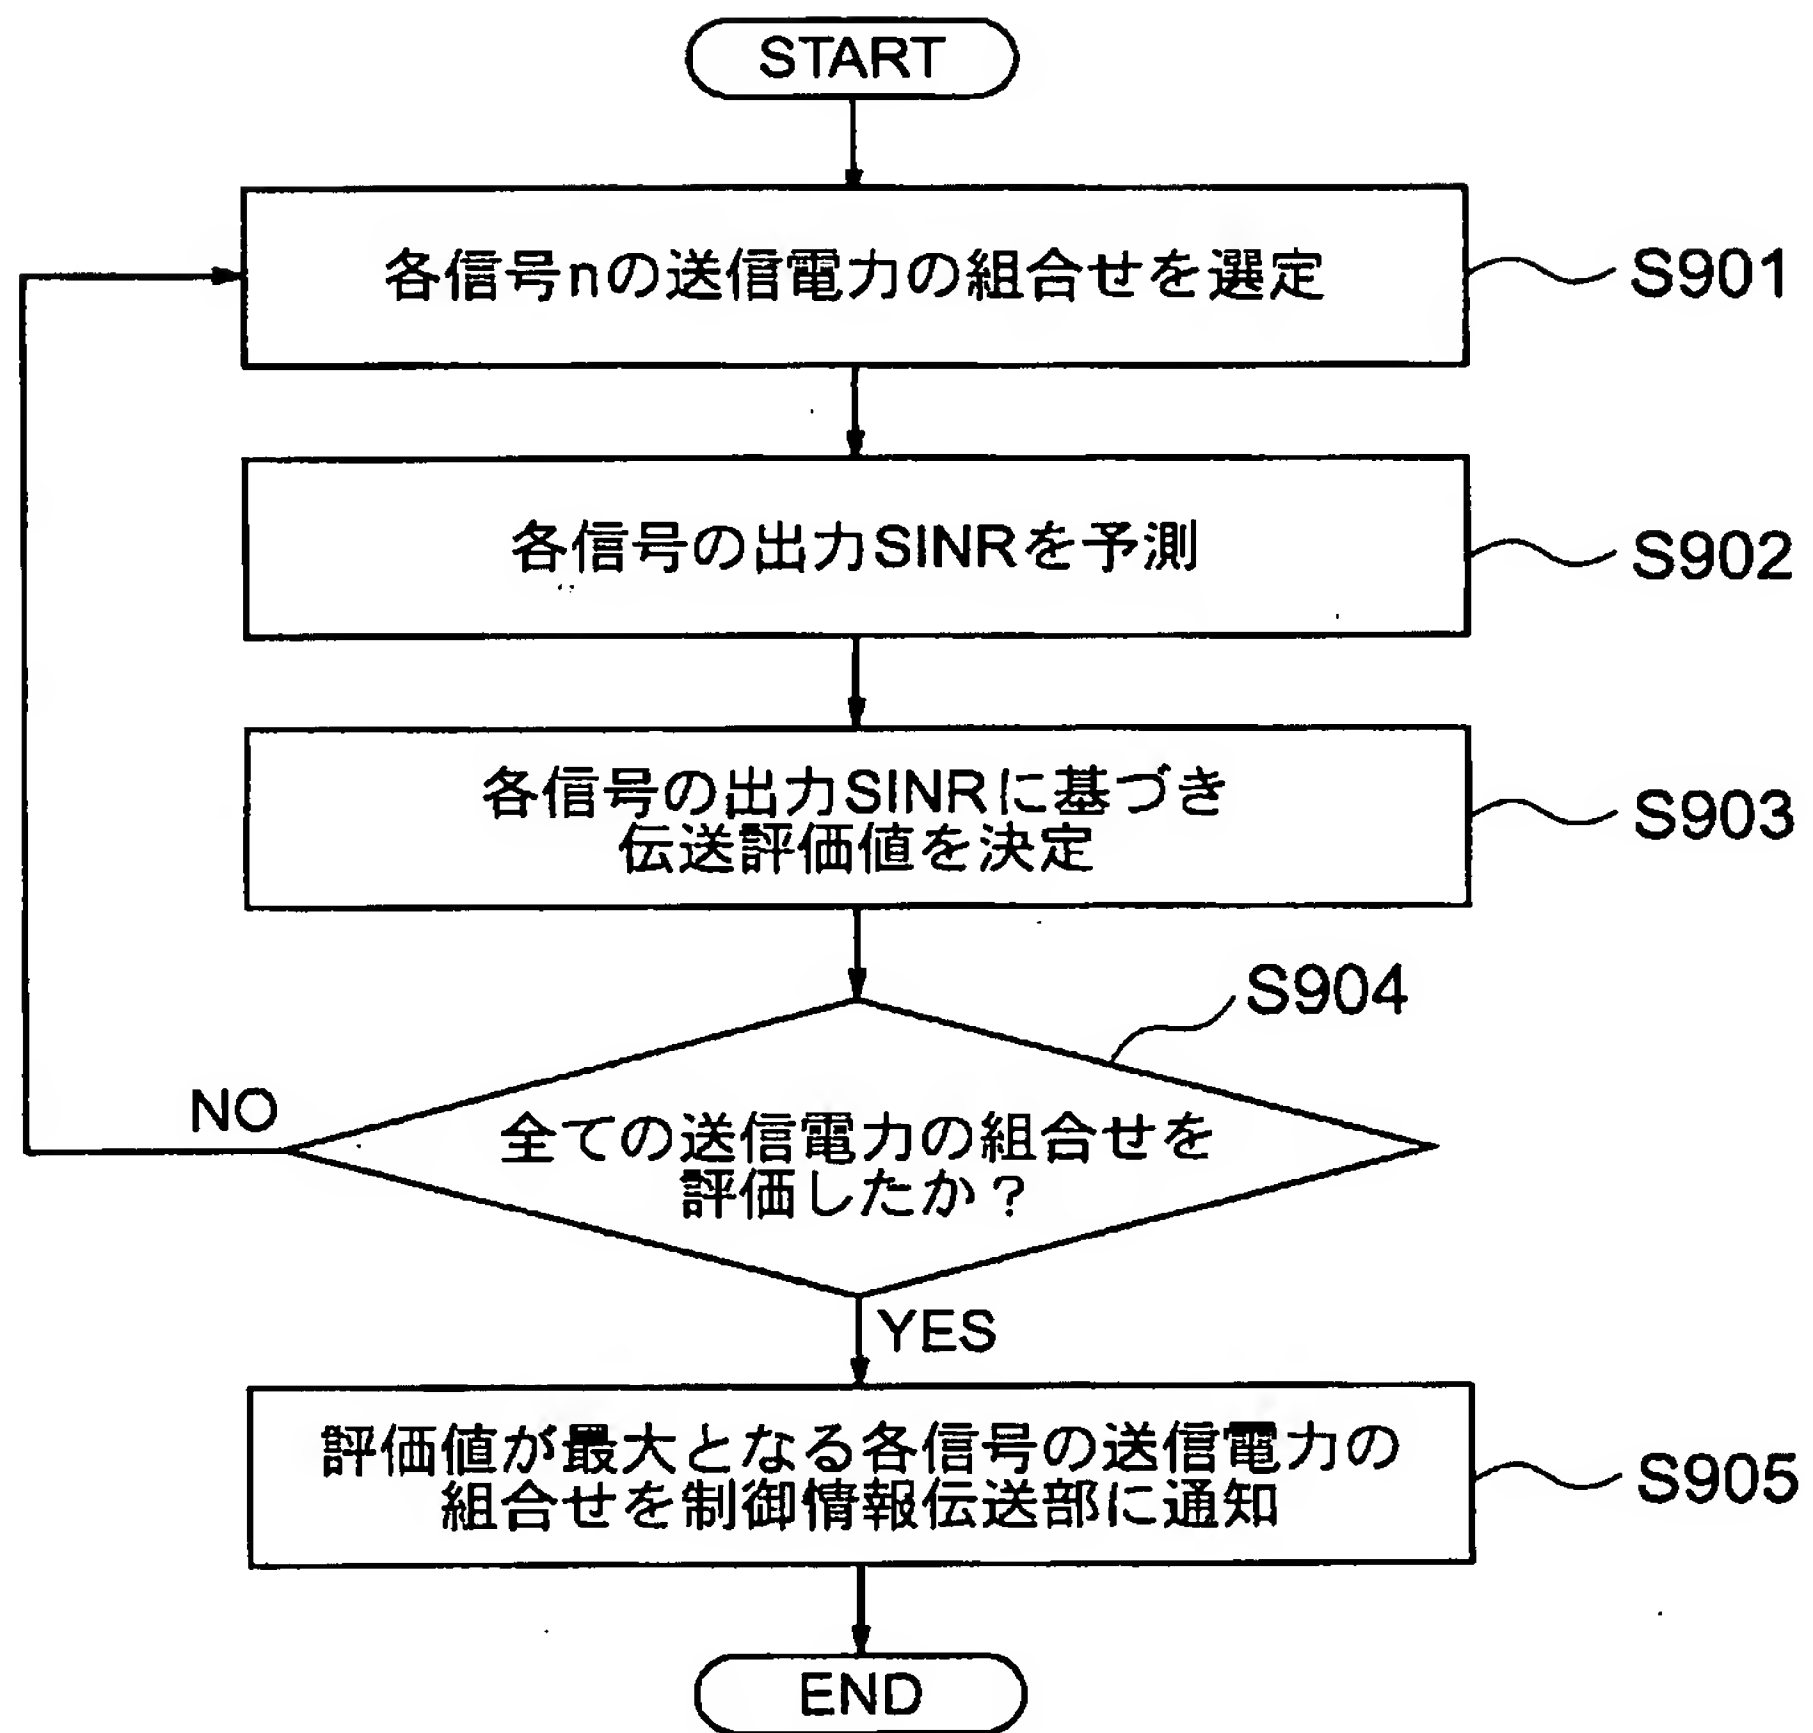 START
各信号nの送信電力の組合せを選定
S901
各信号の出力SINRを予測
S902
各信号の出力SINRに基づき
伝送評価値を決定
S903
S904
全ての送信電力の組合せを
評価したか？
NO
YES
評価値が最大となる各信号の送信電力の
組合せを制御情報伝送部に通知
S905
END